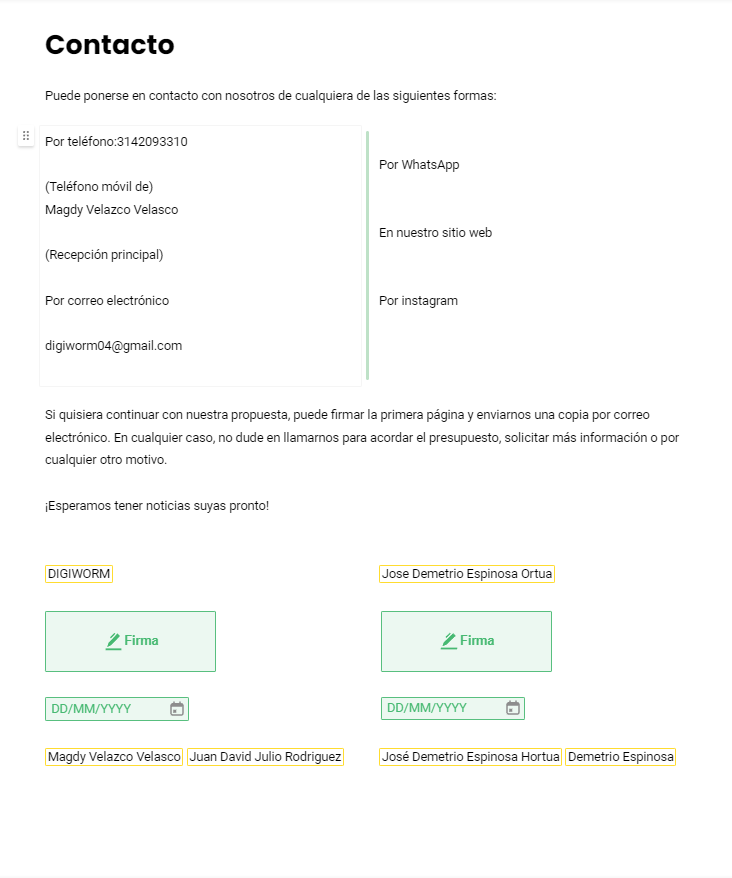 Contacto
Puede ponerse en contacto con nosotros de cualquiera de las siguientes formas:
Por teléfono:3142093310
(Teléfono móvil de)
Magdy Velazco Velasco
(Recepción principal)
Por correo electrónico
digiworm04@gmail.com
Por WhatsApp
En nuestro sitio web
Por instagram
Si quisiera continuar con nuestra propuesta, puede firmar la primera página y enviarnos una copia por correo
electrónico. En cualquier caso, no dude en llamarnos para acordar el presupuesto, solicitar más información o por
cualquier otro motivo.
¡Esperamos tener noticias suyas pronto!
DIGIWORM
Jose Demetrio Espinosa Ortua
Firma
Firma
DD/MM/YYYY
DD/MM/YYYY
Magdy Velazco Velasco Juan David Julio Rodriguez
José Demetrio Espinosa Hortua Demetrio Espinosa